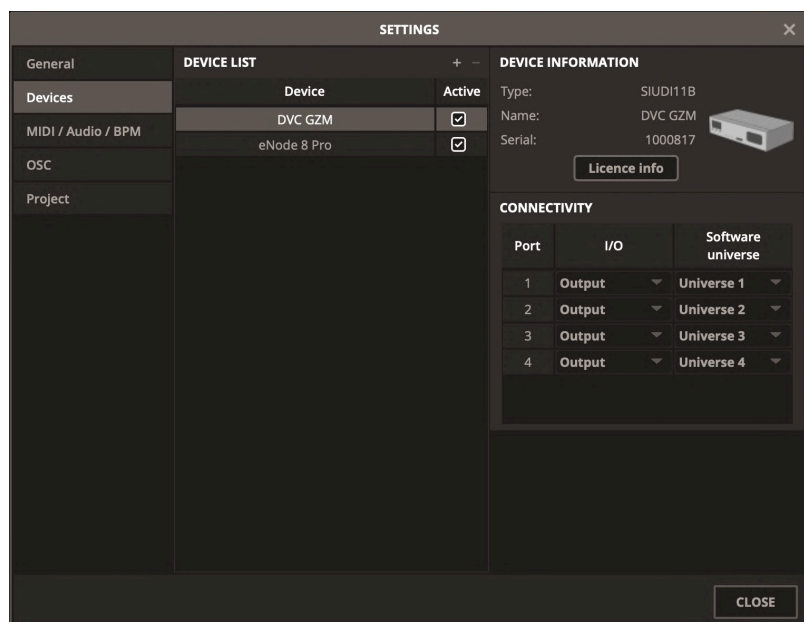 SETTINGS ×
General
Devices
MIDI / Audio / BPM
OSC
Project
DEVICE LIST + −
Device Active
DVC GZM
eNode 8 Pro
DEVICE INFORMATION
Type: SIUDI11B
Name: DVC GZM
Serial: 1000817
Licence info
CONNECTIVITY
Port I/O Software
universe
1 Output Universe 1
2 Output Universe 2
3 Output Universe 3
4 Output Universe 4
CLOSE